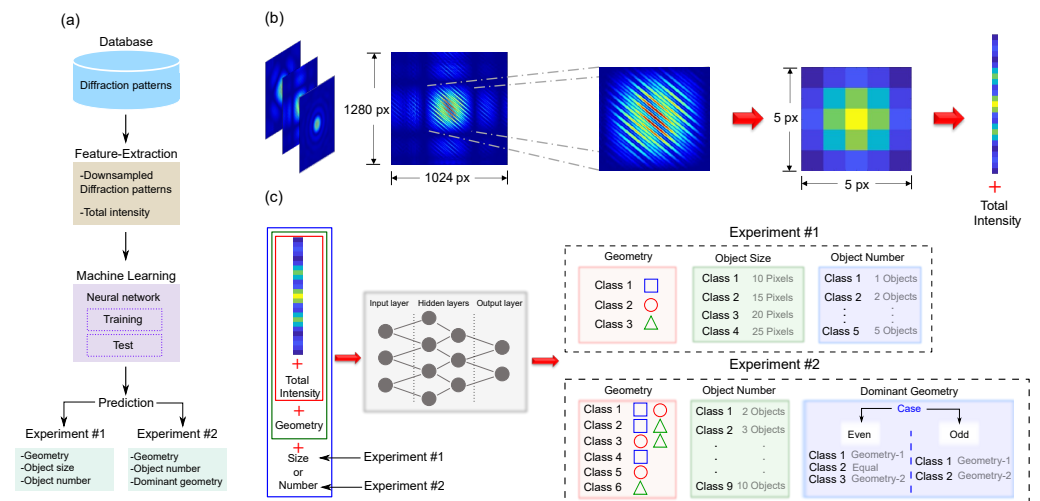 (a)
Database
Diffraction patterns
Feature-Extraction
-Downsampled
Diffraction patterns
-Total intensity
Machine Learning
Neural network
Training
Test
Prediction
Experiment #1
-Geometry
-Object size
-Object number
Experiment #2
-Geometry
-Object number
-Dominant geometry
(b)
1280 px
1024 px
5 px
5 px
+
Total
Intensity
(c)
+
Total
Intensity
+
Geometry
+
Size
or
Number
Experiment #1
Experiment #2
Input layer
Hidden layers
Output layer
Experiment #1
Geometry
Class 1
Class 2
Class 3
Object Size
Class 1 10 Pixels
Class 2 15 Pixels
Class 3 20 Pixels
Class 4 25 Pixels
Object Number
Class 1 1 Objects
Class 2 2 Objects
. .
. .
Class 5 5 Objects
Experiment #2
Geometry
Class 1
Class 2
Class 3
Class 4
Class 5
Class 6
Object Number
Class 1 2 Objects
Class 2 3 Objects
. .
. .
. .
Class 9 10 Objects
Dominant Geometry
Case
Even
Class 1 Geometry-1
Class 2 Equal
Class 3 Geometry-2
Odd
Class 1 Geometry-1
Class 2 Geometry-2